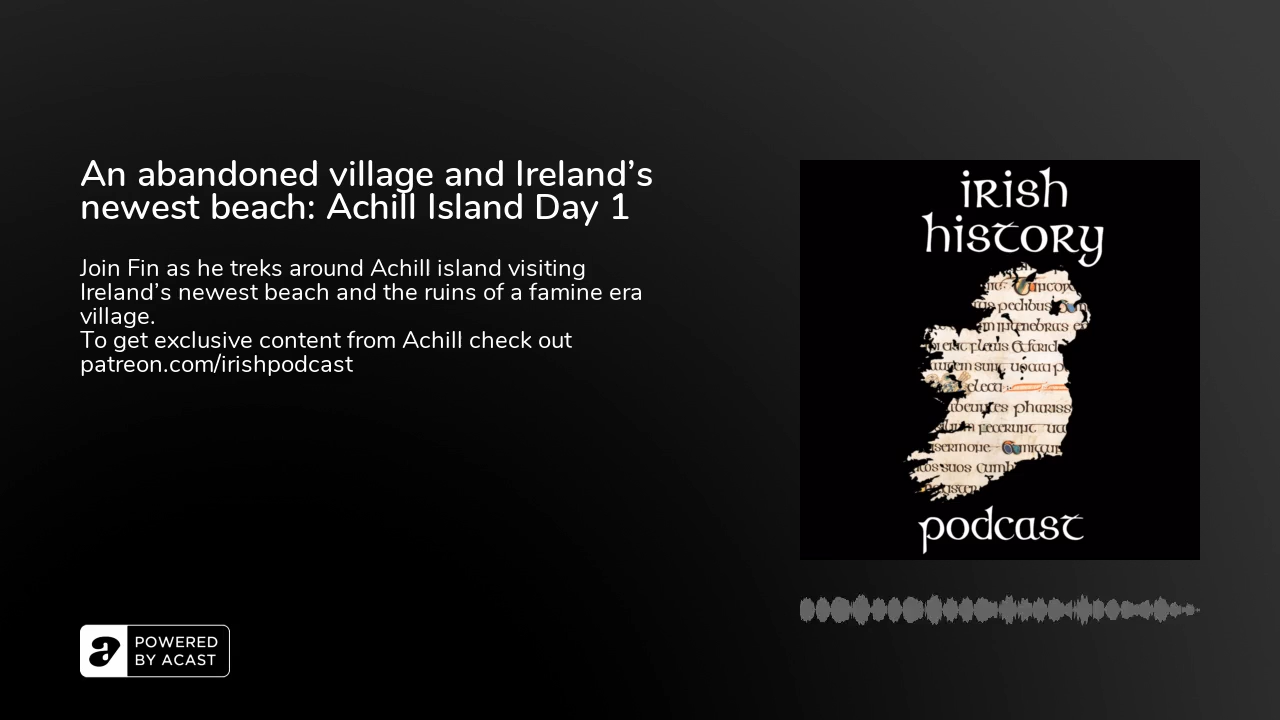 An abandoned village and Ireland’s
newest beach: Achill Island Day 1
Join Fin as he treks around Achill island visiting
Ireland’s newest beach and the ruins of a famine era
village.
To get exclusive content from Achill check out
patreon.com/irishpodcast
irish
history
podcast
POWERED
BY ACAST